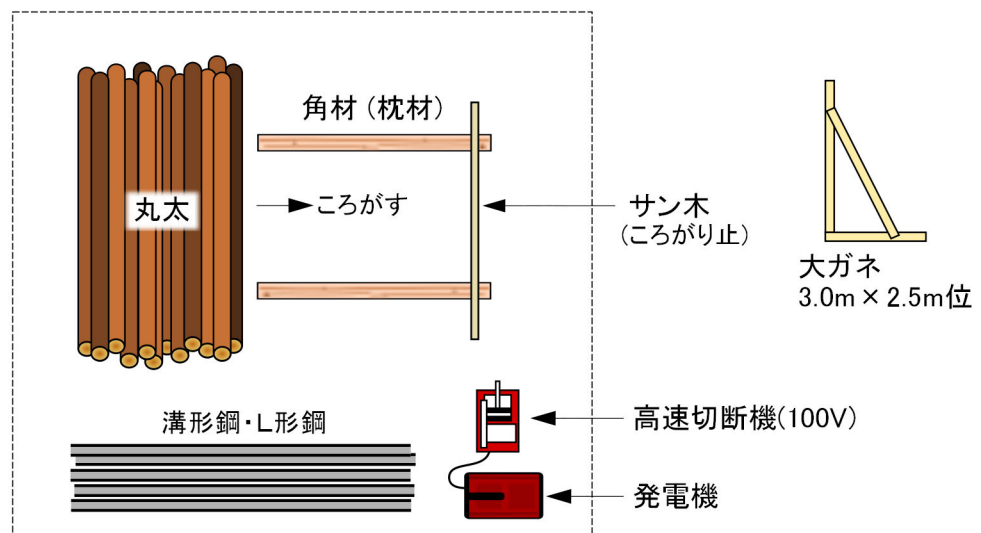 角材（枕材）
丸太
ころがす
サン木
（ころがり止）
大ガネ
3.0m×2.5m位
溝形鋼・L形鋼
高速切断機(100V)
発電機